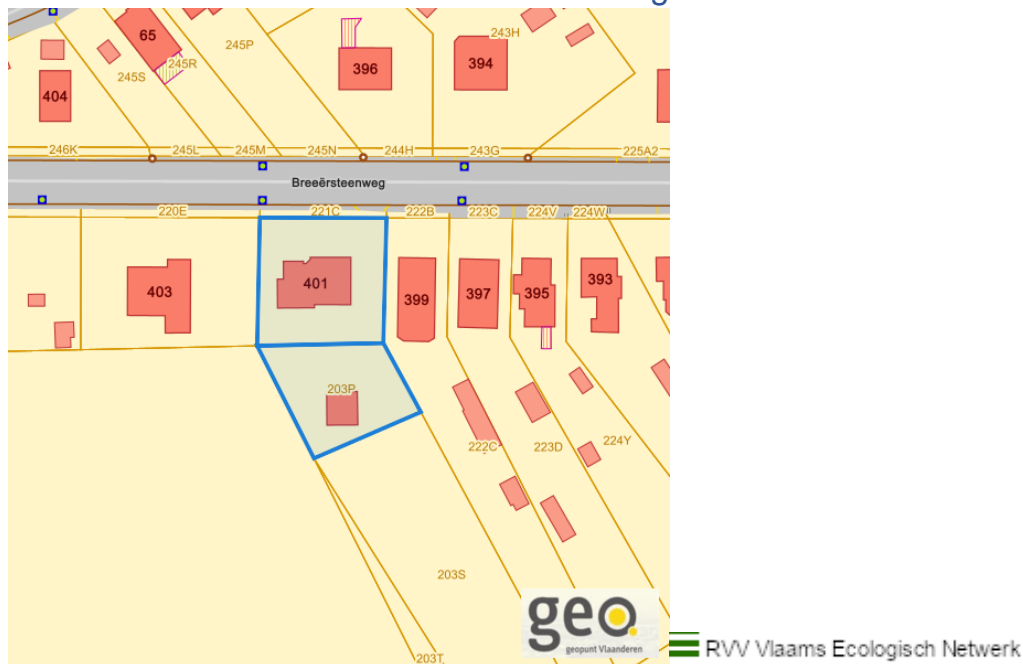 65
245P
243H
245R
396
394
245S
404
246K 245L 245M 245N 244H 243G 225A2
Breeërsteenweg
220E 221C 222B 223C 224V 224W
403
401
399
397
395
393
203P
222C
223D
224Y
203S
geo
geopunt Vlaanderen
RVV Vlaams Ecologisch Netwerk
203T